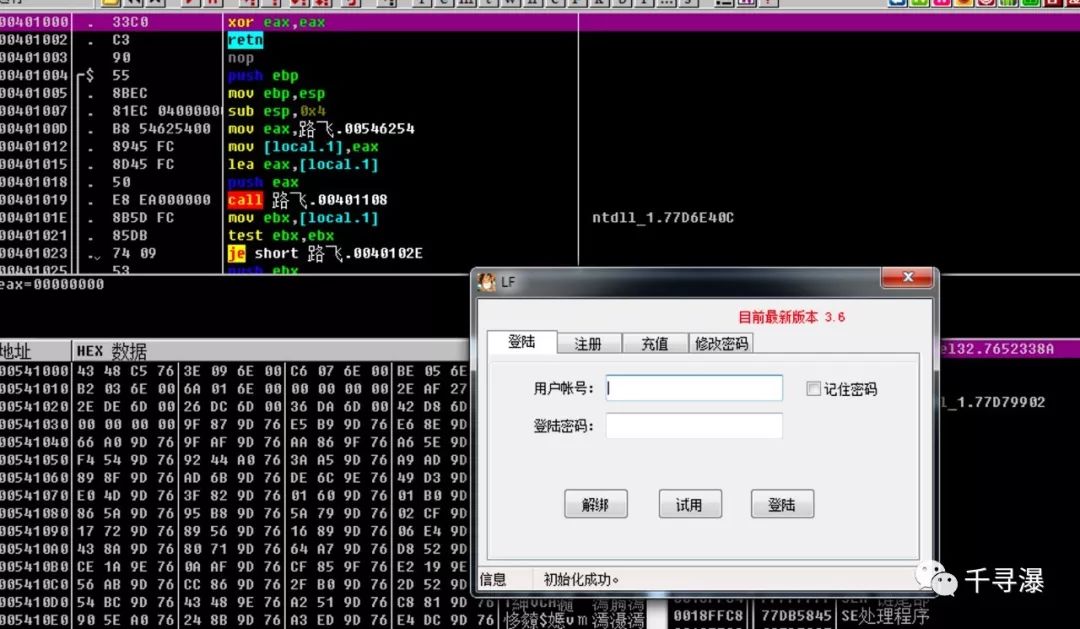 00401000 . 33C0 xor eax,eax
00401002 . C3 retn
00401003 90 nop
00401004 $ 55 push ebp
00401005 . 8BEC mov ebp,esp
00401007 . 81EC 0400000 sub esp,0x4
0040100D . B8 54625400 mov eax,路飞.00546254
00401012 . 8945 FC mov [local.1],eax
00401015 . 8D45 FC lea eax,[local.1]
00401018 . 50 push eax
00401019 . E8 EA000000 call 路飞.00401108
0040101E . 8B5D FC mov ebx,[local.1] ntdll_1.77D6E40C
00401021 . 85DB test ebx,ebx
00401023 . 74 09 je short 路飞.0040102E
00401025 . 53 push ebx
eax=00000000
LF
目前最新版本 3.6
登陆 注册 充值 修改密码
用户帐号:
记住密码
登陆密码:
解绑 试用 登陆
信息 初始化成功。
el32.7652338A
l_1.77D79902
地址 HEX 数据
00541000 43 48 C5 76 3E 09 6E 00 C6 07 6E 00 BE 05 6E
00541010 B2 03 6E 00 6A 01 6E 00 00 00 00 00 2E AF 27
00541020 2E DE 6D 00 26 DC 6D 00 36 DA 6D 00 42 D8 6D
00541030 00 00 00 00 9F 87 9D 76 E5 B9 9D 76 E6 8E 9D
00541040 66 A0 9D 76 9F AF 9D 76 AA 86 9F 76 A6 5E 9D
00541050 F4 54 9D 76 92 44 A0 76 3A A5 9D 76 A9 AD 9D
00541060 89 8F 9D 76 AD 6B 9D 76 DE 6C 9E 76 49 D3 9D
00541070 E0 4D 9D 76 3F 82 9D 76 01 60 9D 76 01 B0 9D
00541080 86 5A 9D 76 95 B8 9D 76 5A 79 9D 76 02 CF 9D
00541090 17 72 9D 76 89 56 9D 76 16 89 9D 76 06 E4 9D
005410A0 43 8A 9D 76 80 71 9D 76 64 A7 9D 76 D8 52 9D
005410B0 CE 1A 9E 76 0A AF 9D 76 CF 85 9F 76 E2 19 9E
005410C0 56 AB 9D 76 CC 86 9D 76 2F B0 9D 76 2D 52 9D
005410D0 54 BC 9D 76 43 48 9E 76 A2 51 9D 76 C8 81 9D 76
005410E0 90 5E A0 76 24 8B 9D 76 A3 ED 9D 76 E4 DC 9D 76
0018FFC8 77DB5845 SE处理程序
千寻瀑